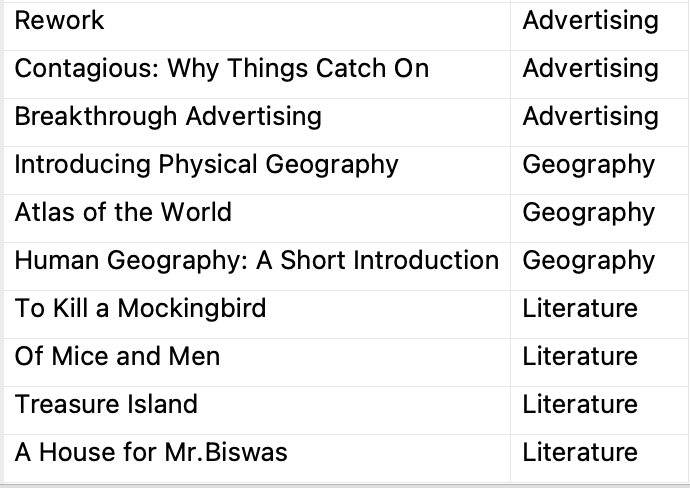 Rework Advertising
Contagious: Why Things Catch On Advertising
Breakthrough Advertising Advertising
Introducing Physical Geography Geography
Atlas of the World Geography
Human Geography: A Short Introduction Geography
To Kill a Mockingbird Literature
Of Mice and Men Literature
Treasure Island Literature
A House for Mr.Biswas Literature